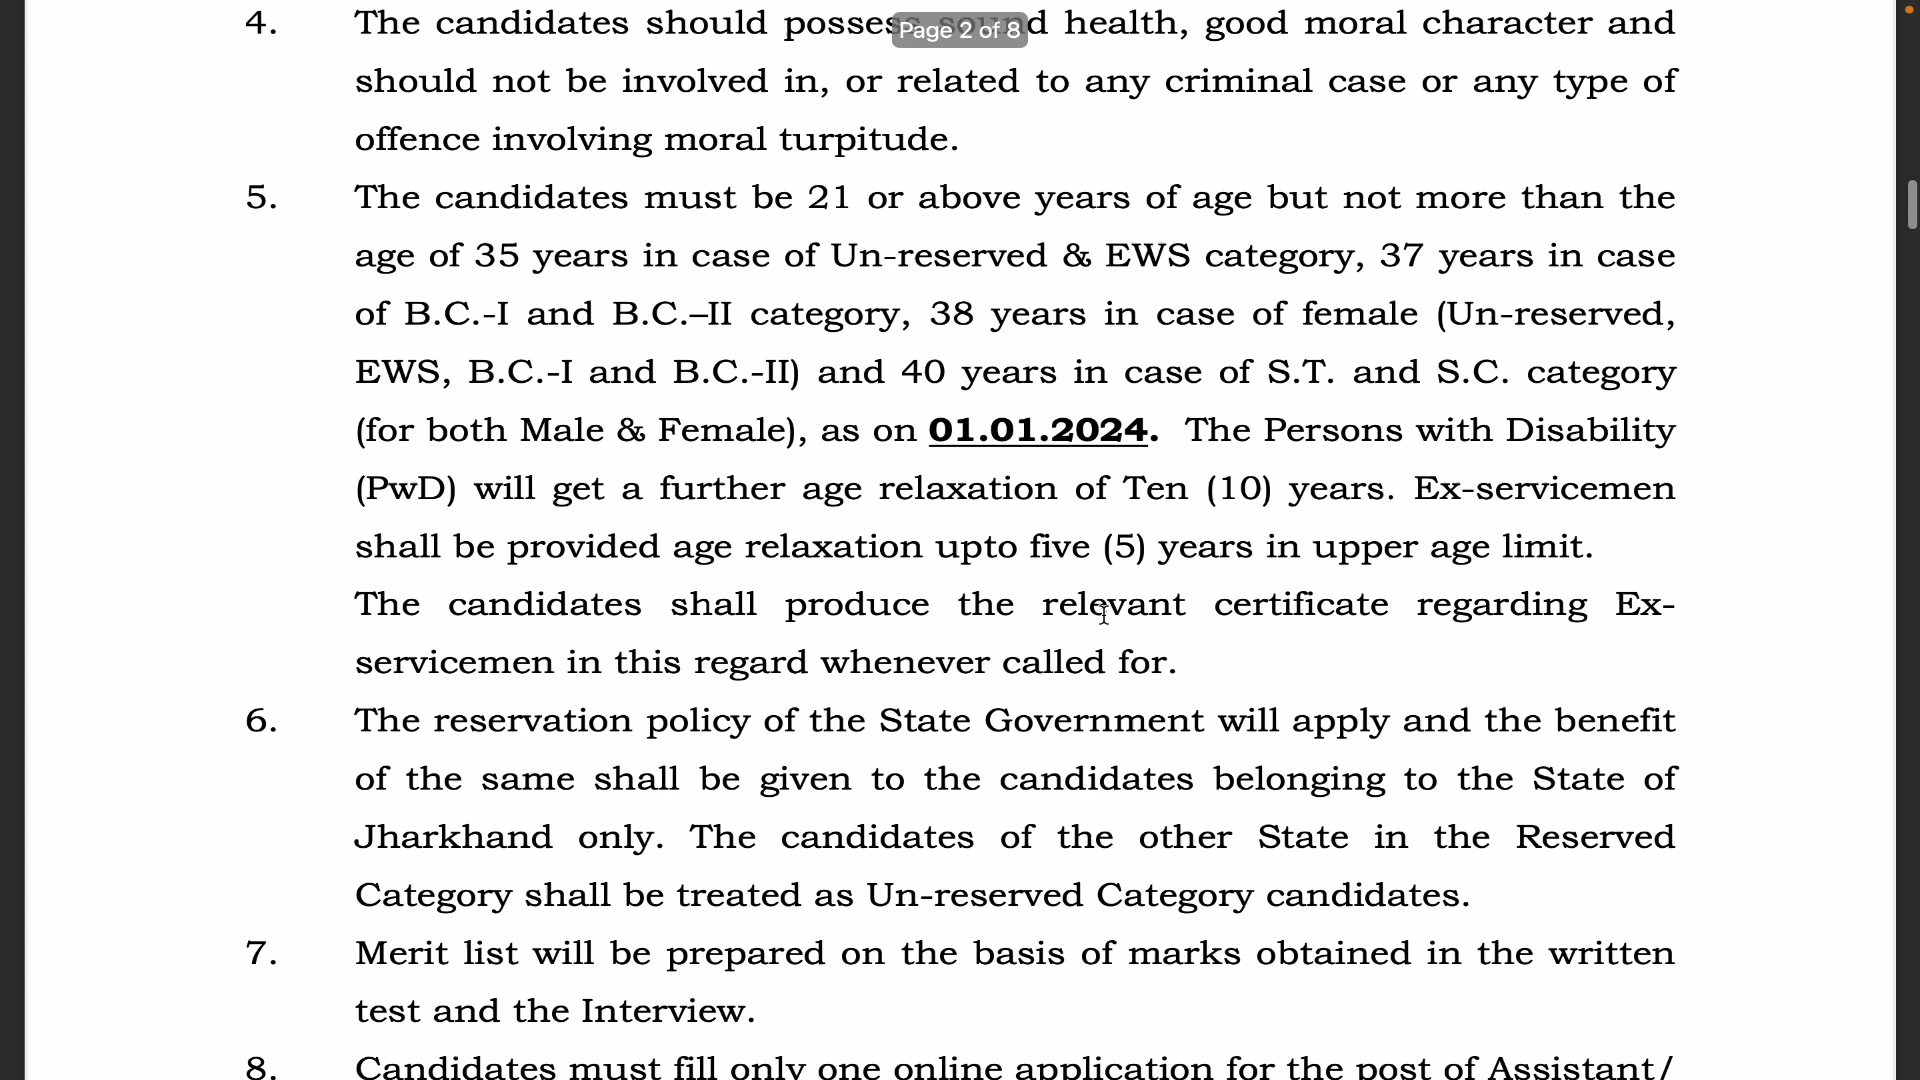 4. The candidates should possess sound health, good moral character and
Page 2 of 8
should not be involved in, or related to any criminal case or any type of
offence involving moral turpitude.
5. The candidates must be 21 or above years of age but not more than the
age of 35 years in case of Un-reserved & EWS category, 37 years in case
of B.C.-I and B.C.–II category, 38 years in case of female (Un-reserved,
EWS, B.C.-I and B.C.-II) and 40 years in case of S.T. and S.C. category
(for both Male & Female), as on 01.01.2024. The Persons with Disability
(PwD) will get a further age relaxation of Ten (10) years. Ex-servicemen
shall be provided age relaxation upto five (5) years in upper age limit.
The candidates shall produce the relevant certificate regarding Ex-
servicemen in this regard whenever called for.
6. The reservation policy of the State Government will apply and the benefit
of the same shall be given to the candidates belonging to the State of
Jharkhand only. The candidates of the other State in the Reserved
Category shall be treated as Un-reserved Category candidates.
7. Merit list will be prepared on the basis of marks obtained in the written
test and the Interview.
8. Candidates must fill only one online application for the post of Assistant/